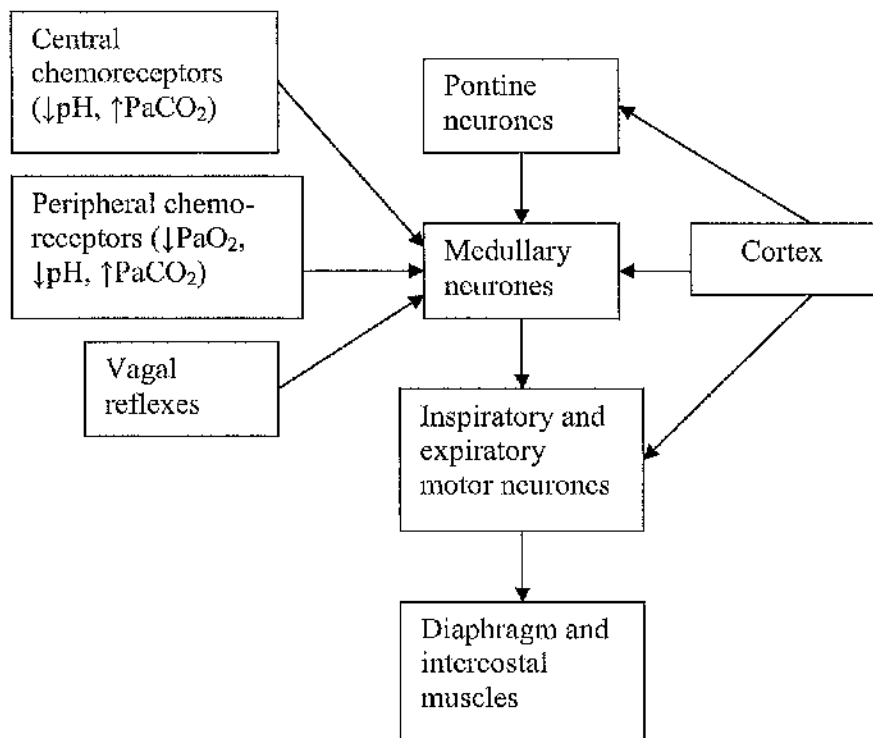 Central
chemoreceptors
(↓pH, ↑PaCO₂)
Pontine
neurones
Peripheral chemo-
receptors (↓PaO₂,
↓pH, ↑PaCO₂)
Medullary
neurones
Cortex
Vagal
reflexes
Inspiratory and
expiratory
motor neurones
Diaphragm and
intercostal
muscles